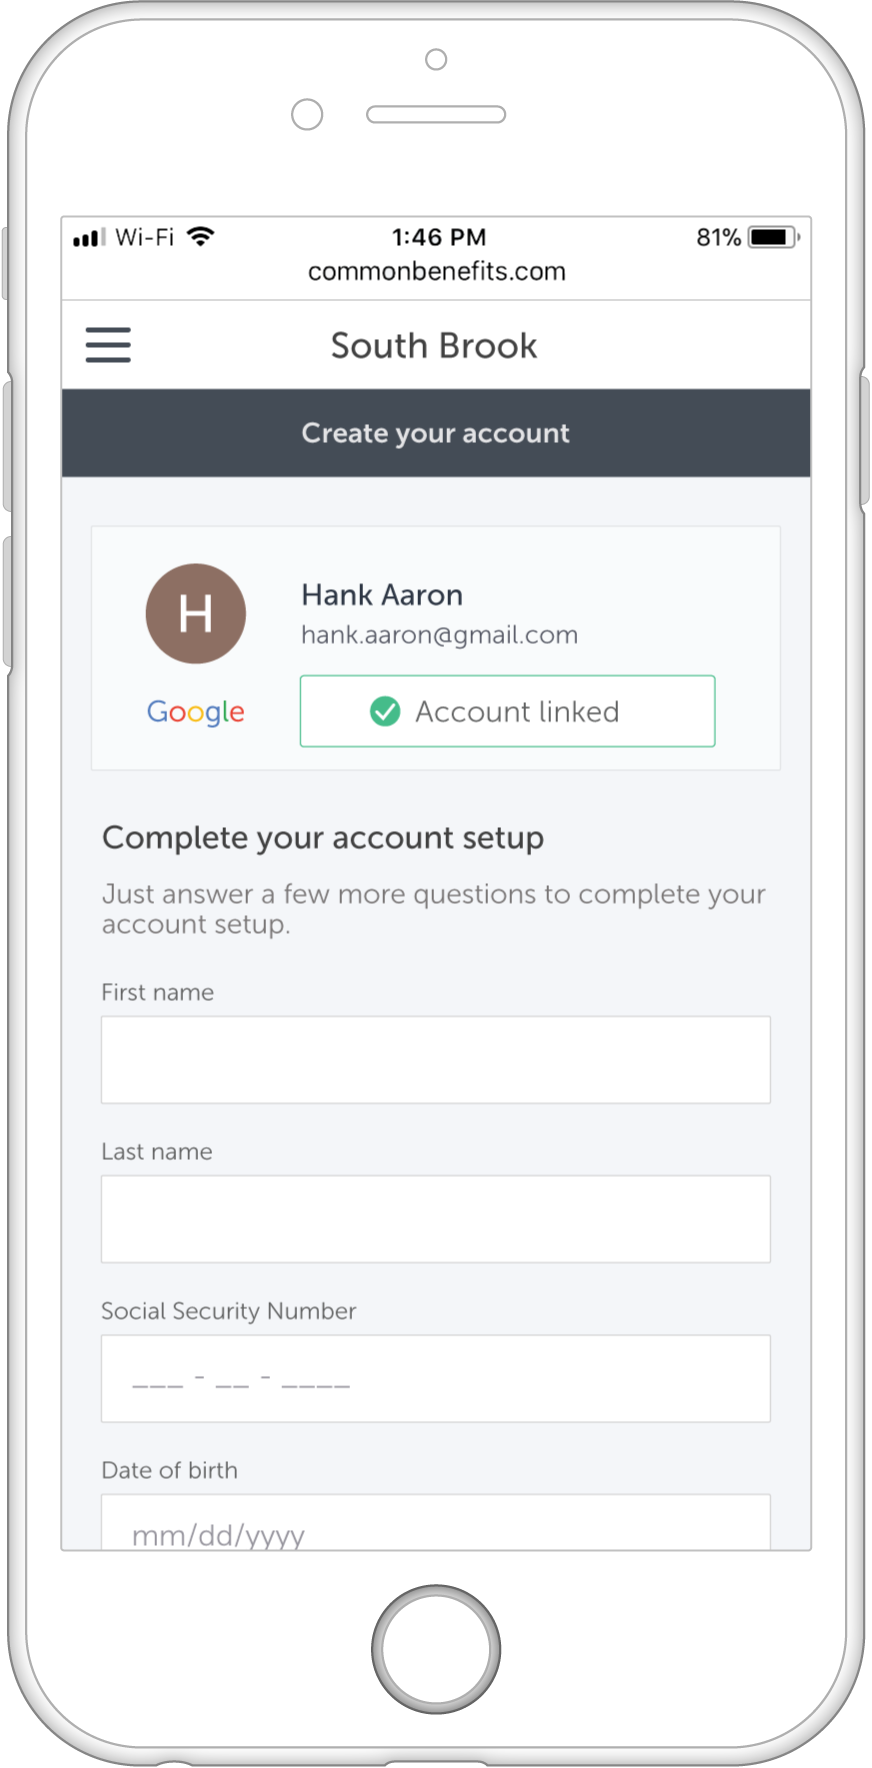 Wi-Fi 1:46 PM 81%
commonbenefits.com
South Brook
Create your account
H
Hank Aaron
hank.aaron@gmail.com
Google Account linked
Complete your account setup
Just answer a few more questions to complete your
account setup.
First name
Last name
Social Security Number
___ - __ - ____
Date of birth
mm/dd/yyyy